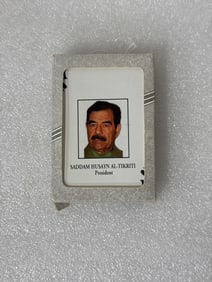 SADDAM HUSAYN AL-TIKRITI
President